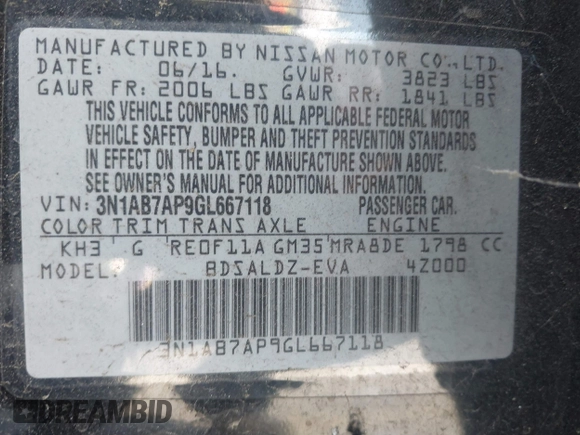 MANUFACTURED BY NISSAN MOTOR CO., LTD.
DATE: 06/16. GVWR: 3823 LBS
GAWR FR: 2006 LBS GAWR RR: 1841 LBS
THIS VEHICLE CONFORMS TO ALL APPLICABLE FEDERAL MOTOR
VEHICLE SAFETY, BUMPER AND THEFT PREVENTION STANDARDS
IN EFFECT ON THE DATE OF MANUFACTURE SHOWN ABOVE.
SEE OWNER'S MANUAL FOR ADDITIONAL INFORMATION.
VIN: 3N1AB7AP9GL667118 PASSENGER CAR.
COLOR TRIM TRANS AXLE ENGINE
KH3 G RE0F11A GM35 MRA8DE 1798 CC
MODEL: BDSALDZ-EVA 4Z000
3N1AB7AP9GL667118
DREAMBID